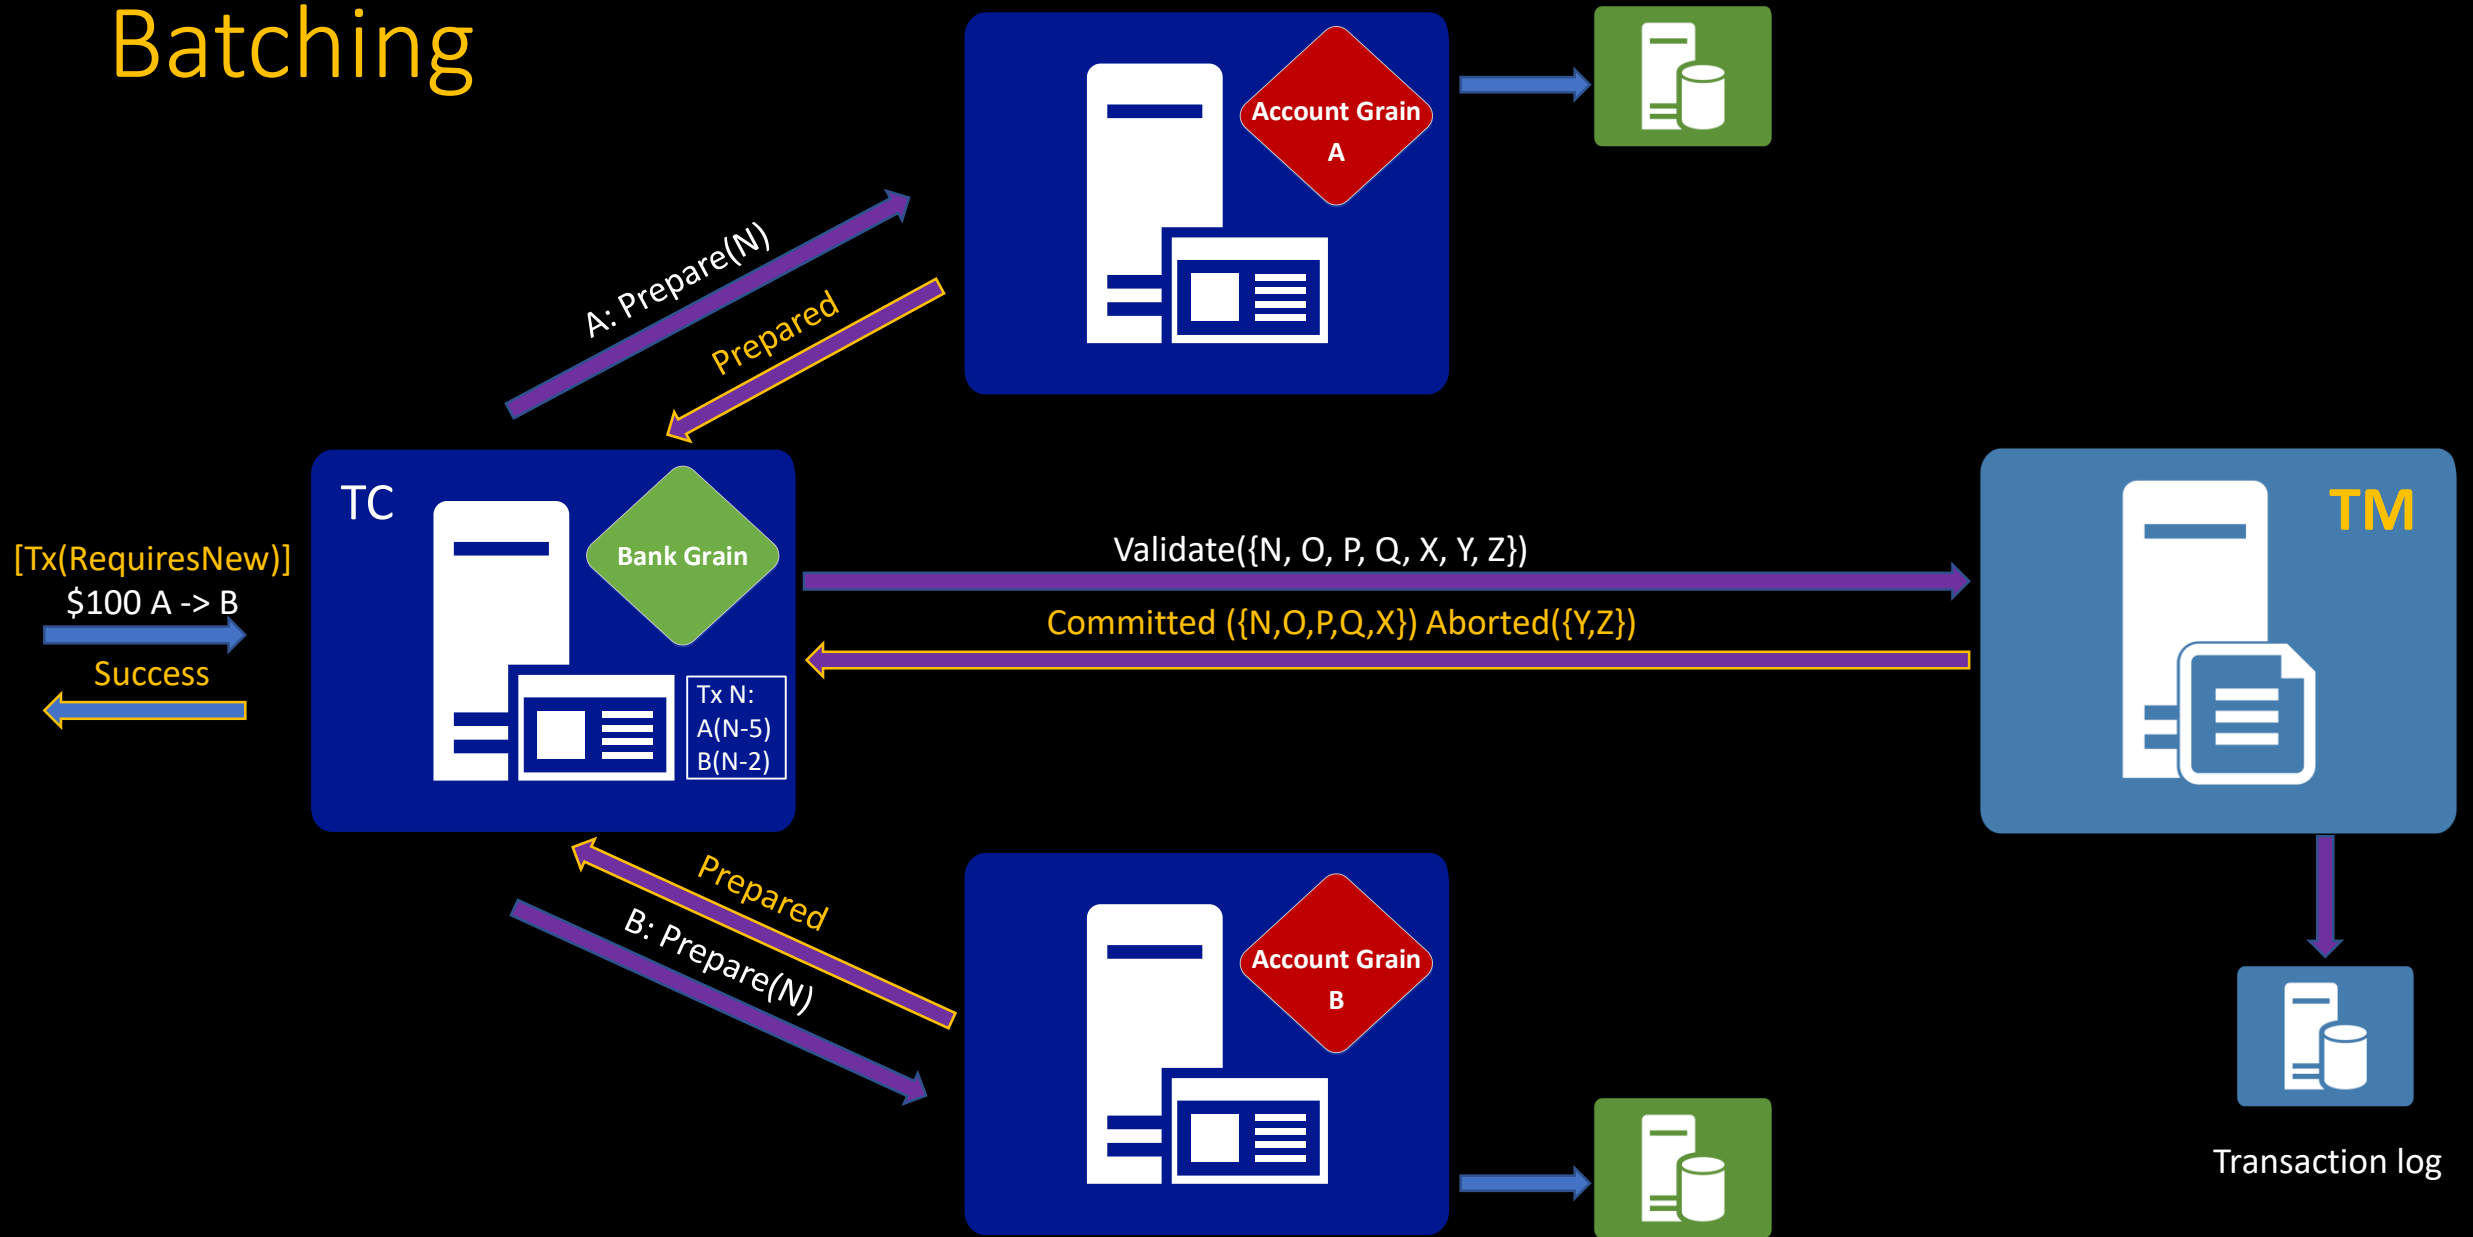 Batching
Account Grain
A
A: Prepare(N)
Prepared
TC
Bank Grain
TM
[Tx(RequiresNew)]
$100 A -> B
Success
Validate({N, O, P, Q, X, Y, Z})
Committed ({N,O,P,Q,X}) Aborted({Y,Z})
Tx N:
A(N-5)
B(N-2)
Prepared
B: Prepare(N)
Account Grain
B
Transaction log